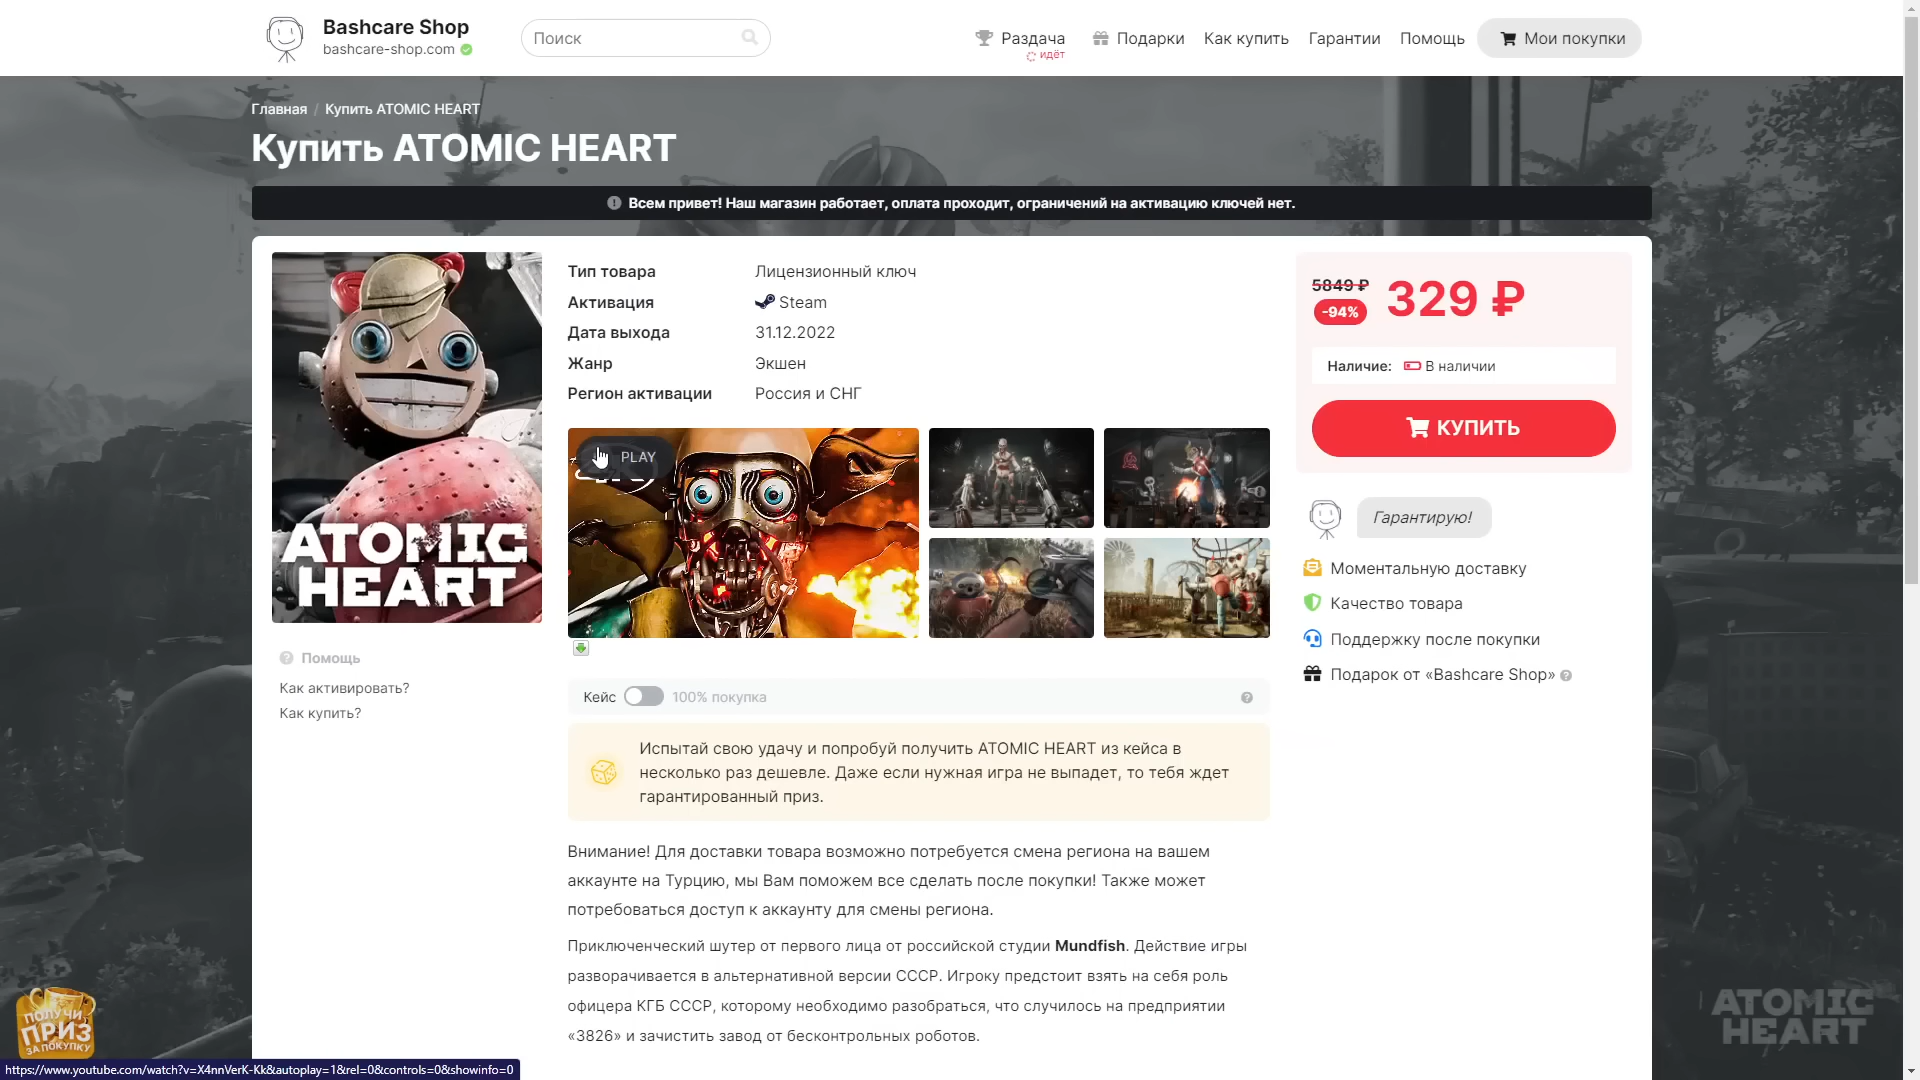 Bashcare Shop
bashcare-shop.com
Поиск
Раздача
идёт
Подарки
Как купить
Гарантии
Помощь
Мои покупки
Главная / Купить ATOMIC HEART
Купить ATOMIC HEART
Всем привет! Наш магазин работает, оплата проходит, ограничений на активацию ключей нет.
ATOMIC
HEART
Тип товара Лицензионный ключ
Активация Steam
Дата выхода 31.12.2022
Жанр Экшен
Регион активации Россия и СНГ
PLAY
5849 ₽
-94%
329 ₽
Наличие: В наличии
КУПИТЬ
Гарантирую!
Моментальную доставку
Качество товара
Поддержку после покупки
Подарок от «Bashcare Shop»
Помощь
Как активировать?
Как купить?
Кейс 100% покупка
Испытай свою удачу и попробуй получить ATOMIC HEART из кейса в
несколько раз дешевле. Даже если нужная игра не выпадет, то тебя ждет
гарантированный приз.
Внимание! Для доставки товара возможно потребуется смена региона на вашем
аккаунте на Турцию, мы Вам поможем все сделать после покупки! Также может
потребоваться доступ к аккаунту для смены региона.
Приключенческий шутер от первого лица от российской студии Mundfish. Действие игры
разворачивается в альтернативной версии СССР. Игроку предстоит взять на себя роль
офицера КГБ СССР, которому необходимо разобраться, что случилось на предприятии
«3826» и зачистить завод от бесконтрольных роботов.
ПОЛУЧИ
ПРИЗ
ЗА ПОКУПКУ
ATOMIC
HEART
https://www.youtube.com/watch?v=X4nnVerK-Kk&autoplay=1&rel=0&controls=0&showinfo=0